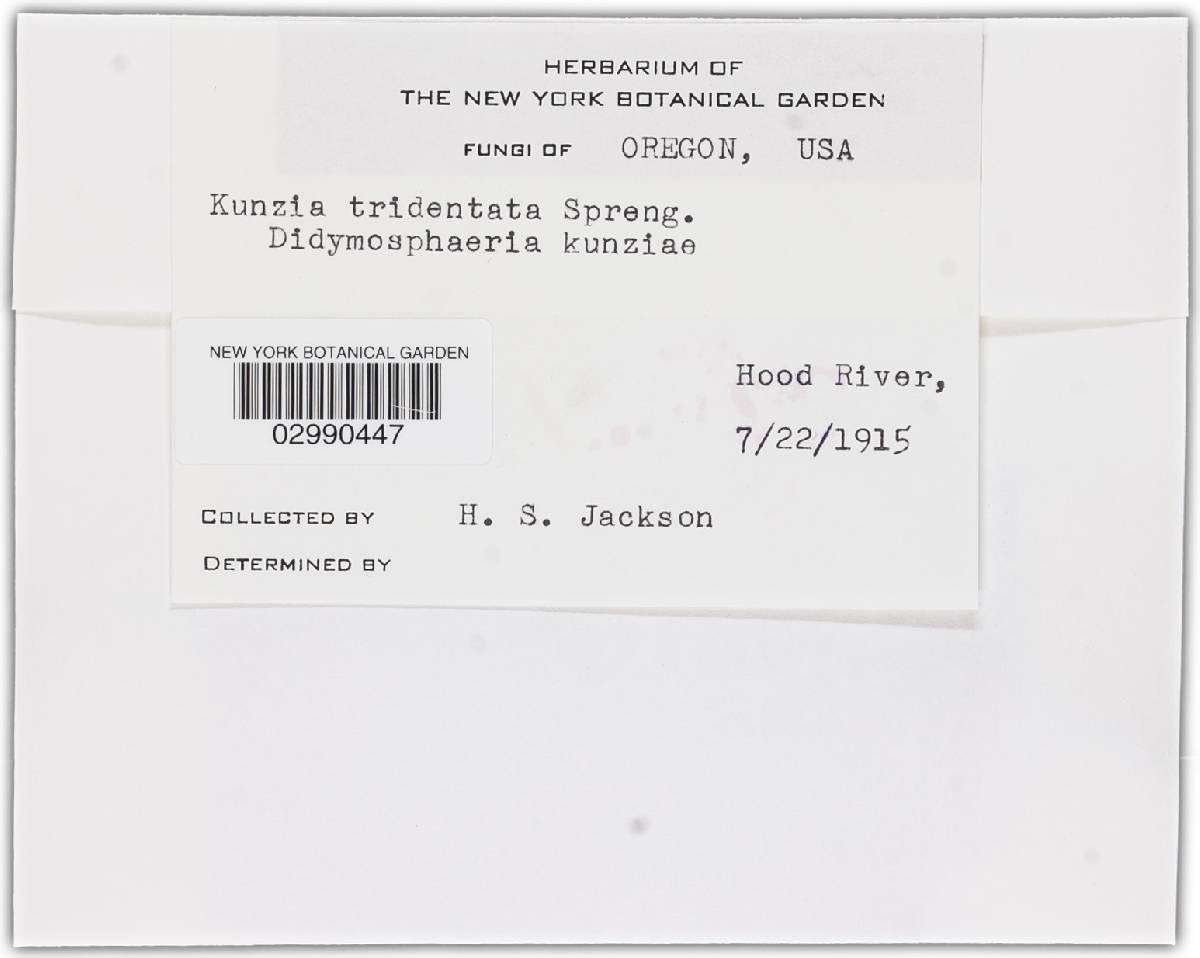 HERBARIUM OF
THE NEW YORK BOTANICAL GARDEN
FUNGI OF OREGON, USA
Kunzia tridentata Spreng.
Didymosphaeria kunziae
NEW YORK BOTANICAL GARDEN
02990447
Hood River,
7/22/1915
COLLECTED BY H. S. Jackson
DETERMINED BY